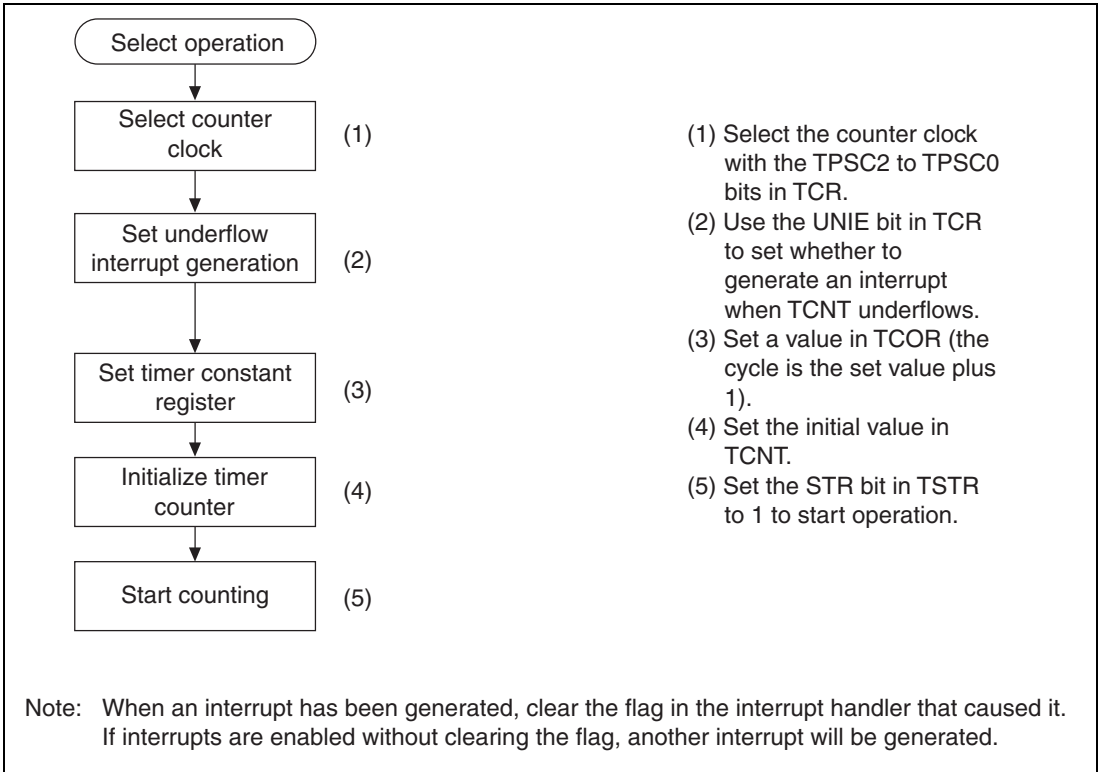 Select operation
Select counter
clock
(1)
Set underflow
interrupt generation
(2)
Set timer constant
register
(3)
Initialize timer
counter
(4)
Start counting
(5)
(1) Select the counter clock
with the TPSC2 to TPSC0
bits in TCR.
(2) Use the UNIE bit in TCR
to set whether to
generate an interrupt
when TCNT underflows.
(3) Set a value in TCOR (the
cycle is the set value plus
1).
(4) Set the initial value in
TCNT.
(5) Set the STR bit in TSTR
to 1 to start operation.
Note: When an interrupt has been generated, clear the flag in the interrupt handler that caused it.
If interrupts are enabled without clearing the flag, another interrupt will be generated.